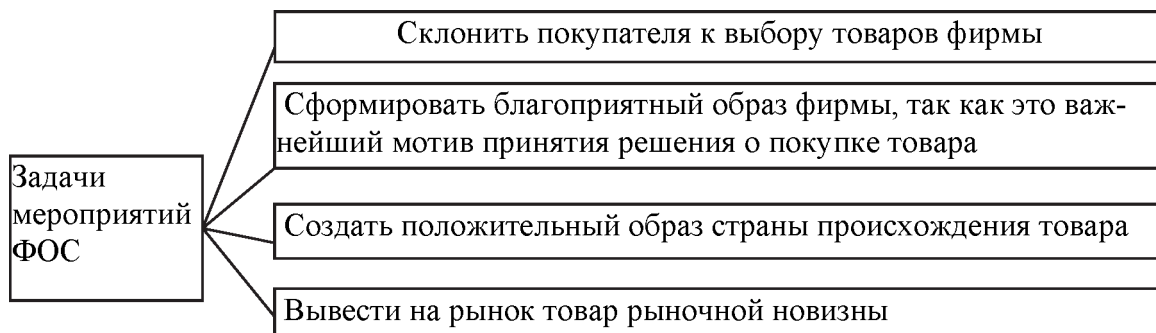 Склонить покупателя к выбору товаров фирмы
Сформировать благоприятный образ фирмы, так как это важ-
нейший мотив принятия решения о покупке товара
Задачи
мероприятий
ФОС
Создать положительный образ страны происхождения товара
Вывести на рынок товар рыночной новизны